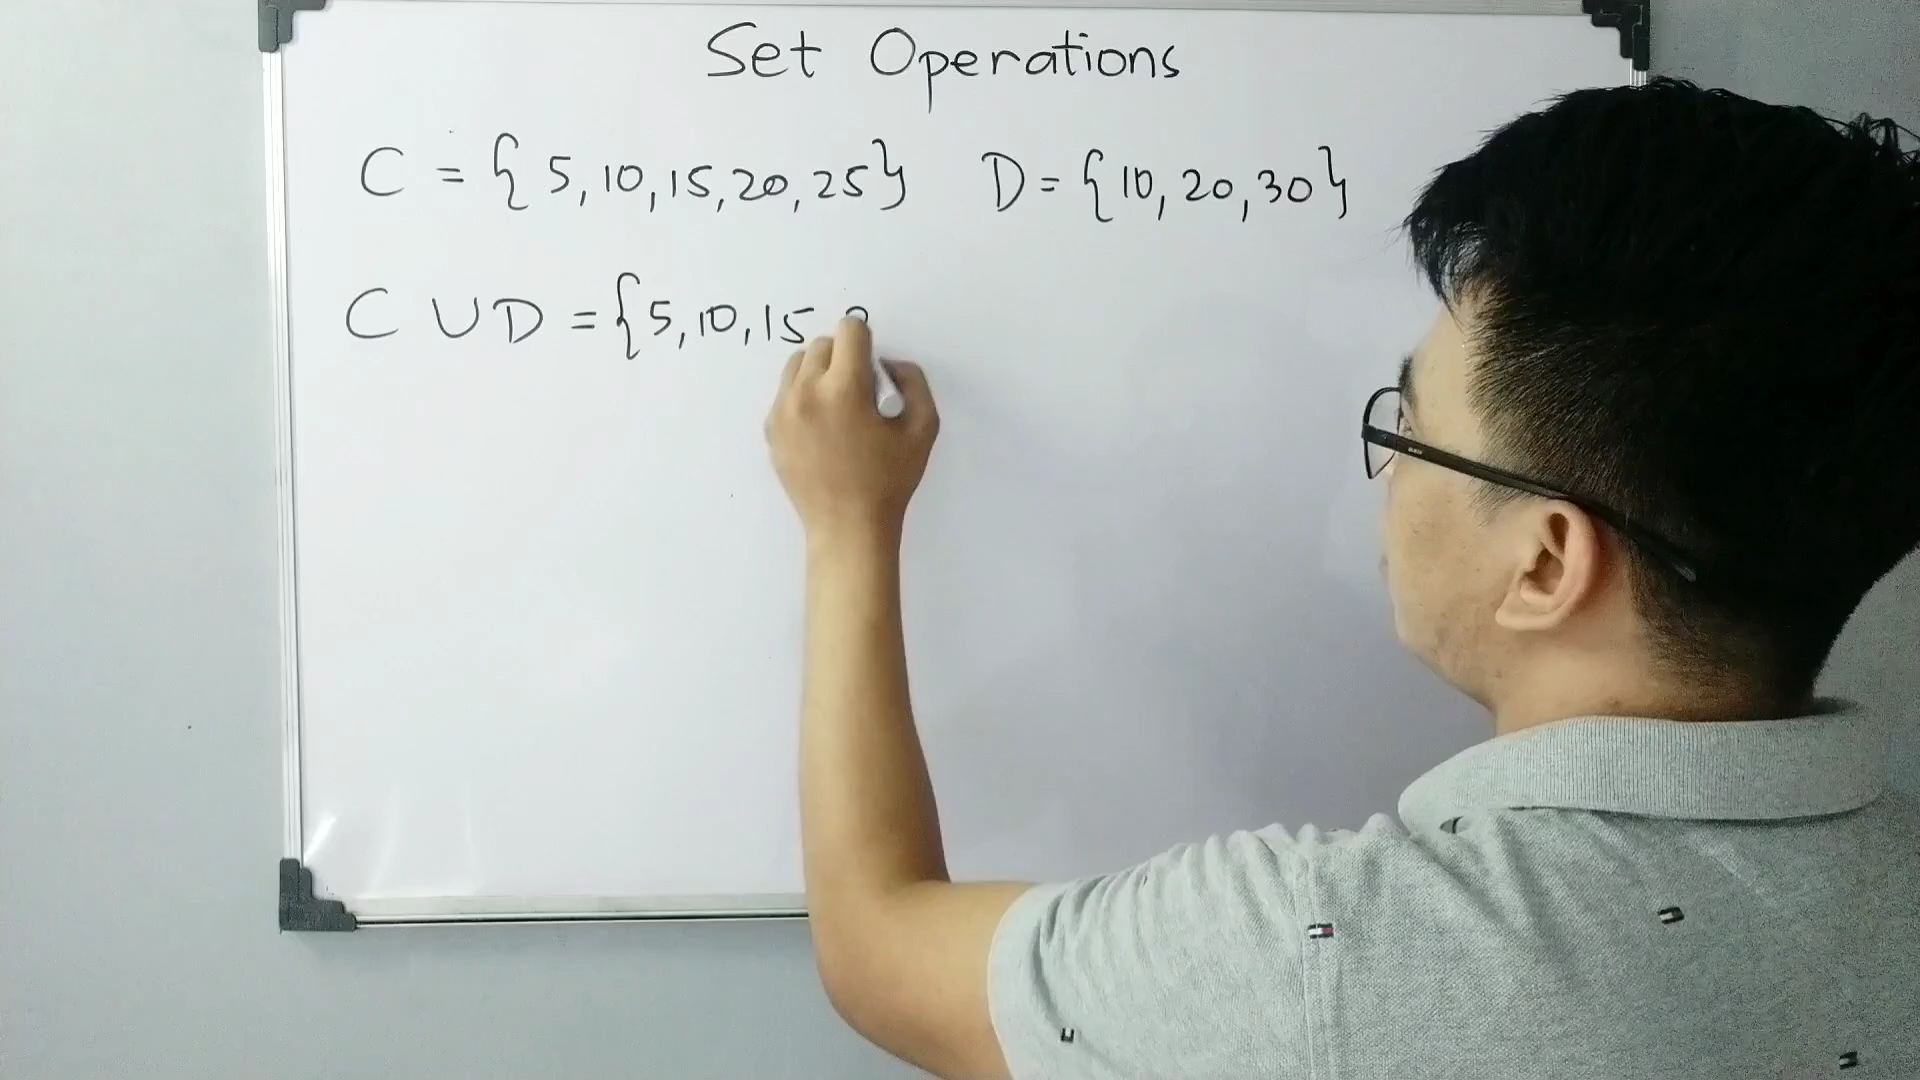 Set Operations
C = { 5, 10, 15, 20, 25} D = {10, 20, 30}
C U D = {5, 10, 15